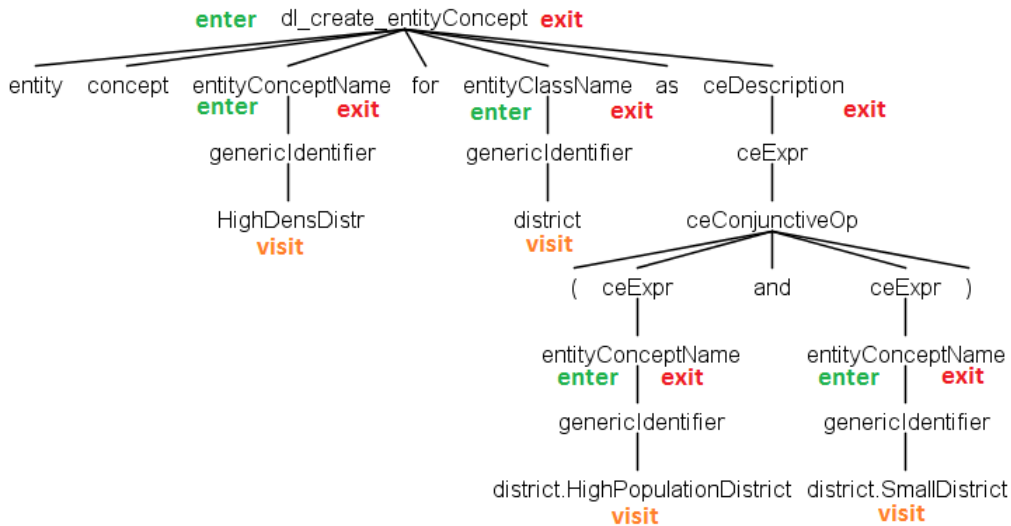 enter dl_create_entityConcept exit
entity concept entityConceptName for entityClassName as ceDescription
enter exit enter exit exit
genericIdentifier genericIdentifier ceExpr
HighDensDistr district ceConjunctiveOp
visit visit
( ceExpr and ceExpr )
entityConceptName entityConceptName
enter exit enter exit
genericIdentifier genericIdentifier
district.HighPopulationDistrict district.SmallDistrict
visit visit